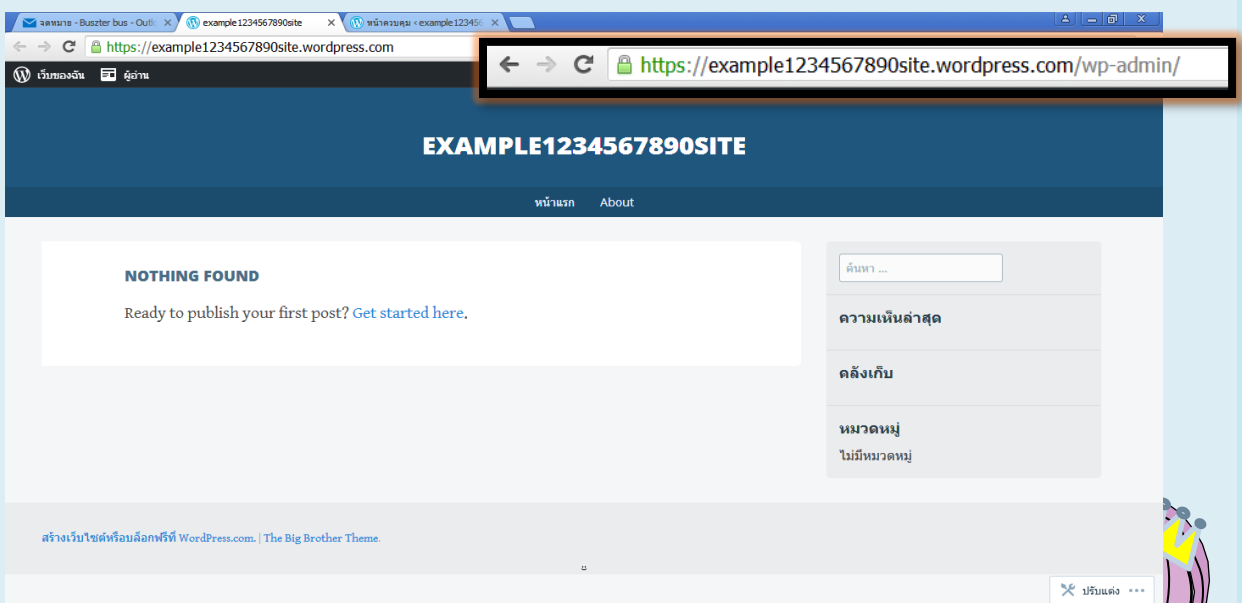 จดหมาย - Buszter bus - Outlo
example1234567890site
หน้าควบคุม ‹ example123456
https://example1234567890site.wordpress.com
https://example1234567890site.wordpress.com/wp-admin/
เว็บของฉัน
ผู้อ่าน
EXAMPLE1234567890SITE
หน้าแรก About
NOTHING FOUND
Ready to publish your first post? Get started here.
ค้นหา ...
ความเห็นล่าสุด
คลังเก็บ
หมวดหมู่
ไม่มีหมวดหมู่
สร้างเว็บไซต์หรือบล็อกฟรีที่ WordPress.com. | The Big Brother Theme.
ปรับแต่ง